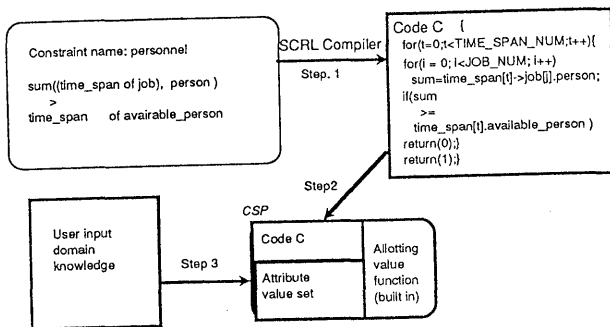 Constraint name: personnel
sum((time_span of job), person )
>
time_span of avairable_person
SCRL Compiler
Step. 1
Code C {
for(t=0;t<TIME_SPAN_NUM;t++){
for(i = 0; i<JOB_NUM; i++)
sum=time_span[t]->job[j].person;
if(sum
>=
time_span[t].available_person )
return(0);}
return(1);}
Step2
User input
domain
knowledge
Step 3
CSP
Code C
Attribute
value set
Allotting
value
function
(built in)